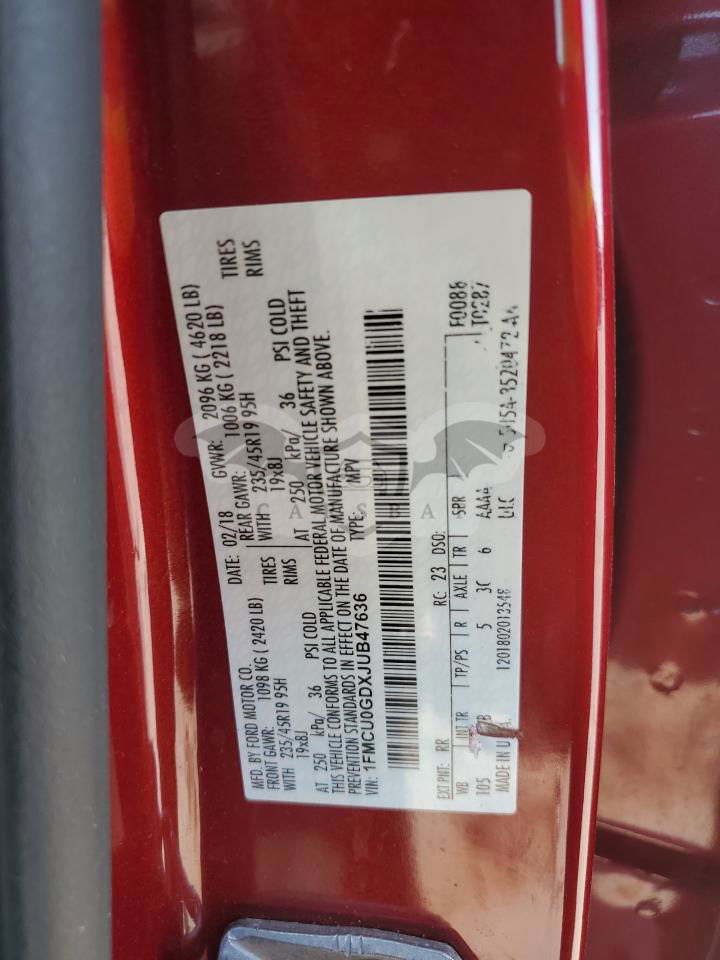 MFD. BY FORD MOTOR CO. DATE: 02/18 GVWR: 2096 KG ( 4620 LB)
FRONT GAWR: 1098 KG ( 2420 LB) REAR GAWR: 1006 KG ( 2218 LB)
WITH 235/45R19 95H TIRES WITH 235/45R19 95H TIRES
19x8J RIMS 19x8J RIMS
AT 250 kPa/ 36 PSI COLD AT 250 kPa/ 36 PSI COLD
THIS VEHICLE CONFORMS TO ALL APPLICABLE FEDERAL MOTOR VEHICLE SAFETY AND THEFT
PREVENTION STANDARDS IN EFFECT ON THE DATE OF MANUFACTURE SHOWN ABOVE.
VIN: 1FMCU0GDXJUB47636 TYPE: MPV
F0086
EXT PNT: RR RC: 23 DSO: T0287
WB INT TR TP/PS R AXLE TR SPR
105 5 6 AAAA
MADE IN 1201802013548 UIC
CASBA